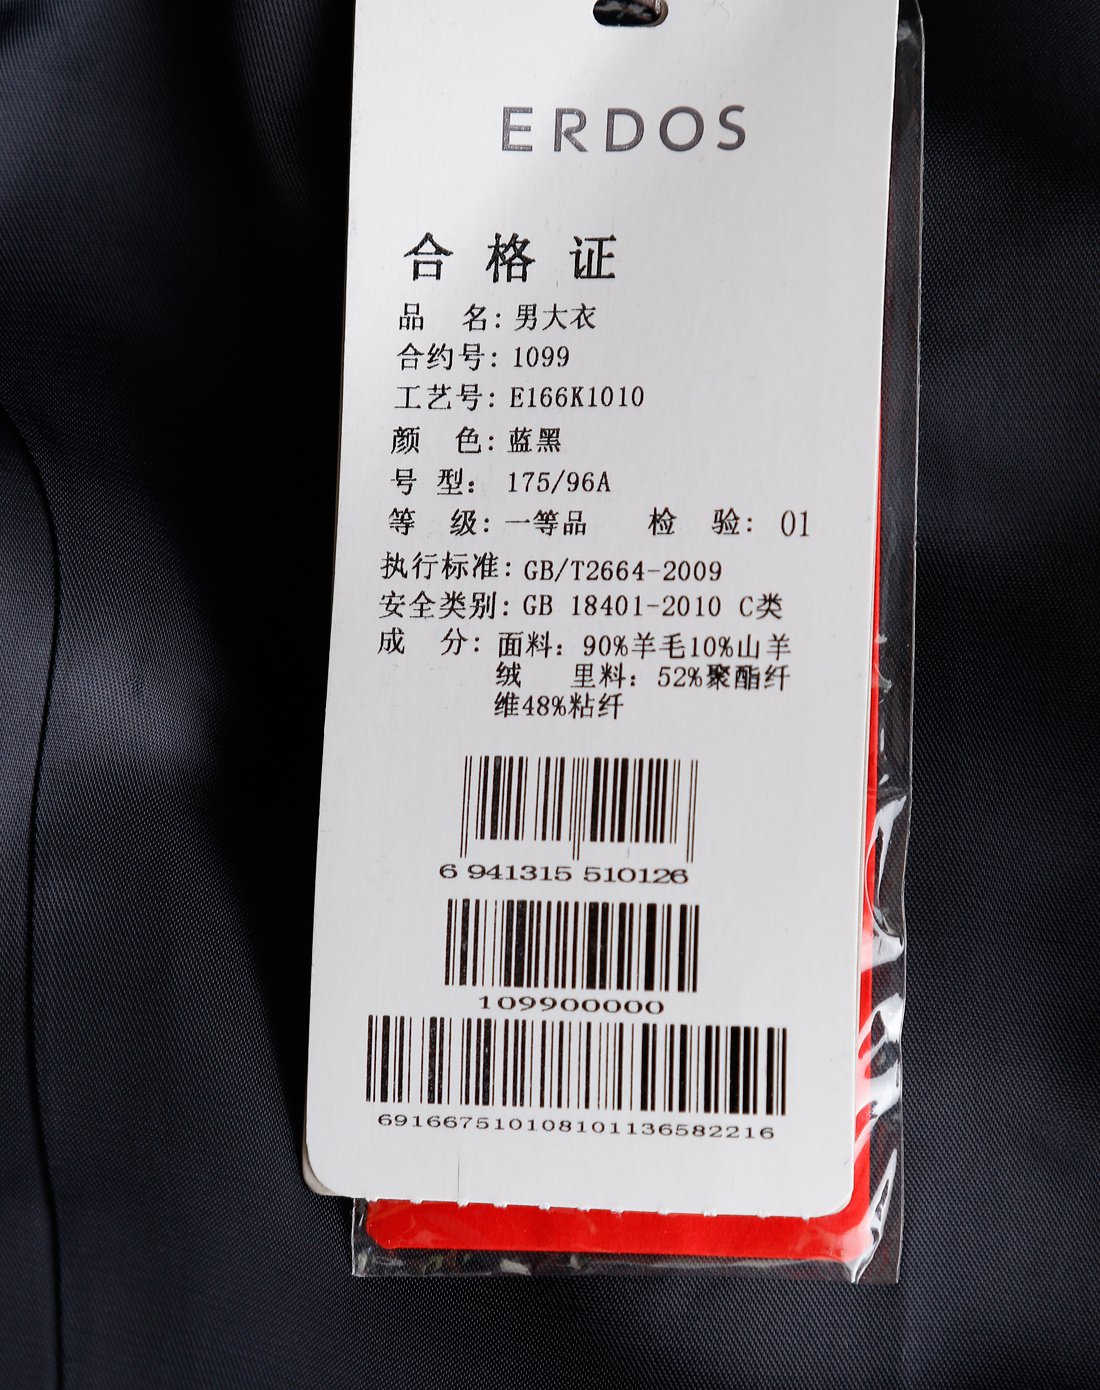 ERDOS
合格证
品 名: 男大衣
合约号: 1099
工艺号: E166K1010
颜 色: 蓝黑
号 型: 175/96A
等 级: 一等品 检 验: 01
执行标准: GB/T2664-2009
安全类别: GB 18401-2010 C类
成 分: 面料: 90%羊毛10%山羊
绒 里料: 52%聚酯纤
维48%粘纤
6 941315 510126
109900000
691667510108101136582216